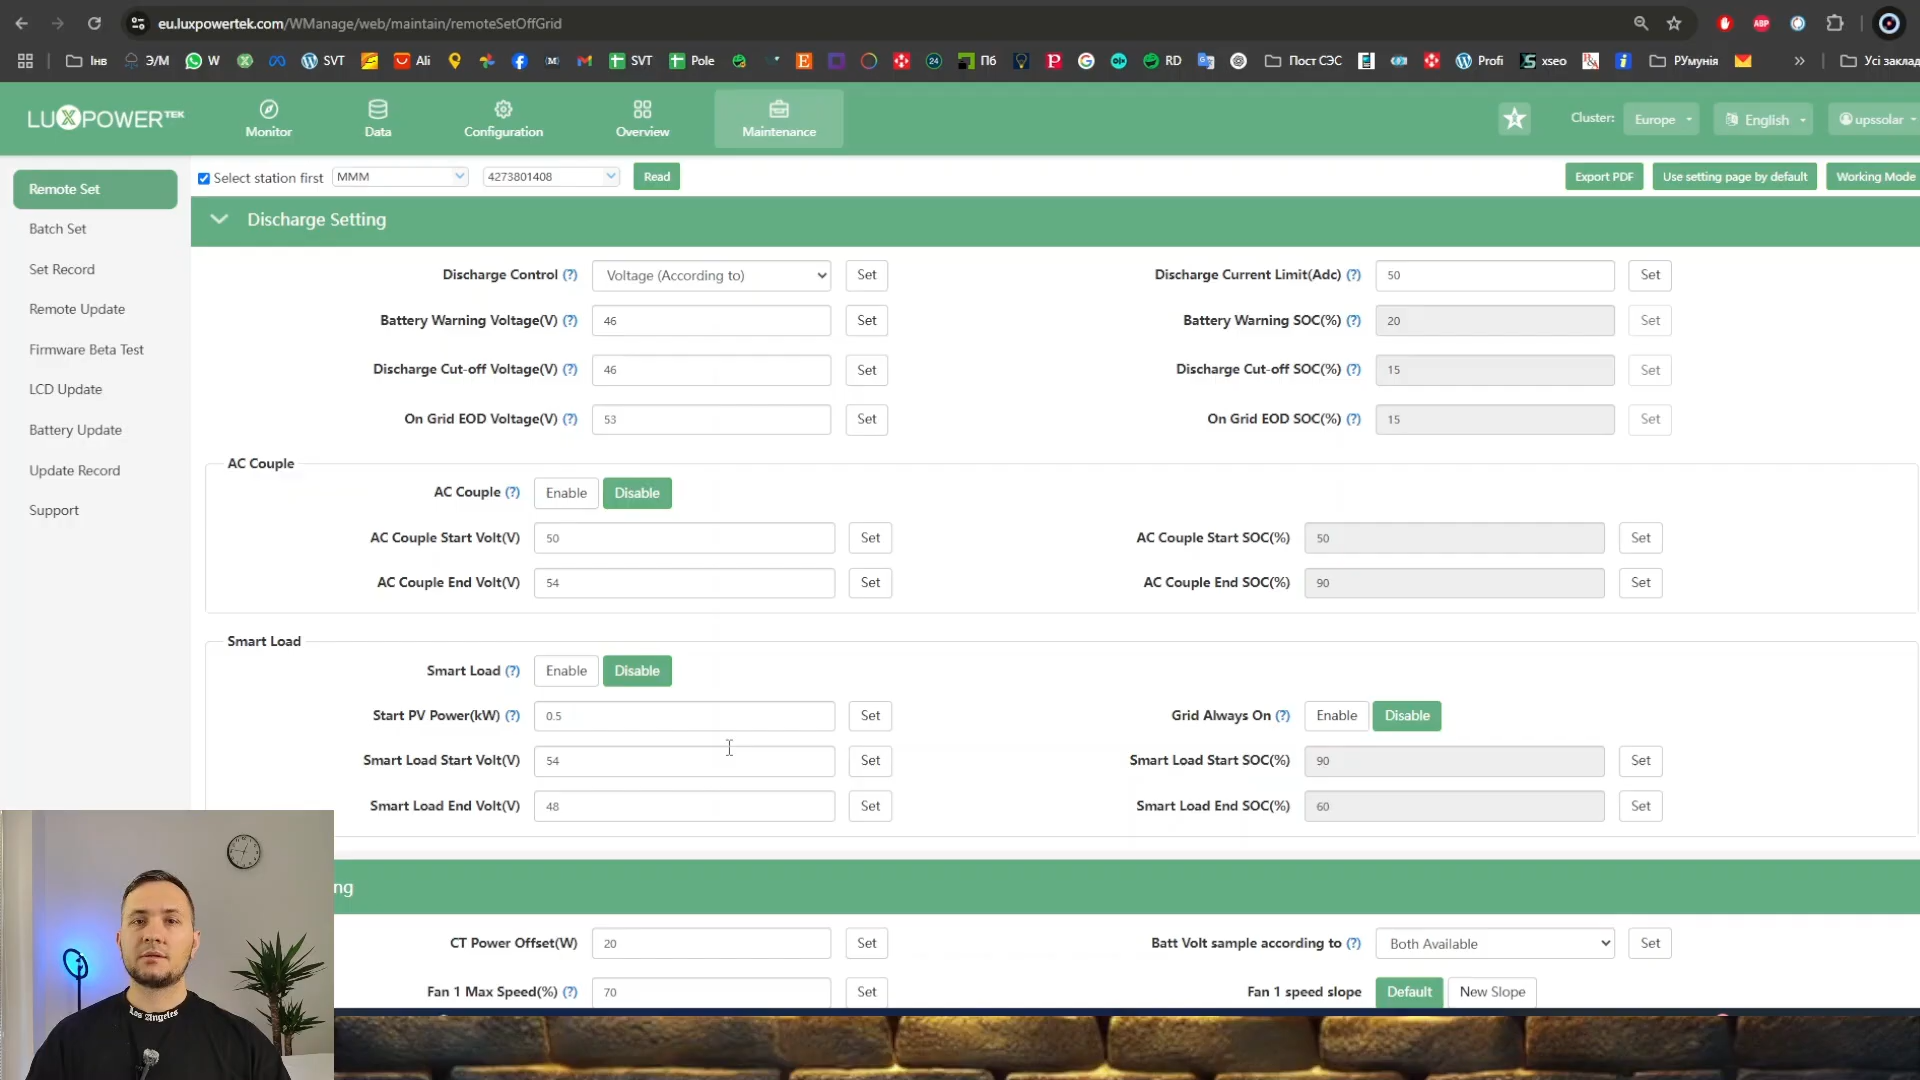 eu.luxpowertek.com/WManage/web/maintain/remoteSetOffGrid
Інв Э/М W SVT Ali SVT Pole П6 RD Пост СЭС Profi xseo РУмунія » Усі заклад
LUXPOWERTEK
Monitor Data Configuration Overview Maintenance
Cluster: Europe English upssolar
Remote Set
Batch Set
Set Record
Remote Update
Firmware Beta Test
LCD Update
Battery Update
Update Record
Support
Select station first MMM 4273801408 Read Export PDF Use setting page by default Working Mode
Discharge Setting
Discharge Control (?) Voltage (According to) Set Discharge Current Limit(Adc) (?) 50 Set
Battery Warning Voltage(V) (?) 46 Set Battery Warning SOC(%) (?) 20 Set
Discharge Cut-off Voltage(V) (?) 46 Set Discharge Cut-off SOC(%) (?) 15 Set
On Grid EOD Voltage(V) (?) 53 Set On Grid EOD SOC(%) (?) 15 Set
AC Couple
AC Couple (?) Enable Disable
AC Couple Start Volt(V) 50 Set AC Couple Start SOC(%) 50 Set
AC Couple End Volt(V) 54 Set AC Couple End SOC(%) 90 Set
Smart Load
Smart Load (?) Enable Disable
Start PV Power(kW) (?) 0.5 Set Grid Always On (?) Enable Disable
Smart Load Start Volt(V) 54 Set Smart Load Start SOC(%) 90 Set
Smart Load End Volt(V) 48 Set Smart Load End SOC(%) 60 Set
ng
CT Power Offset(W) 20 Set Batt Volt sample according to (?) Both Available Set
Fan 1 Max Speed(%) (?) 70 Set Fan 1 speed slope Default New Slope
Los Angeles